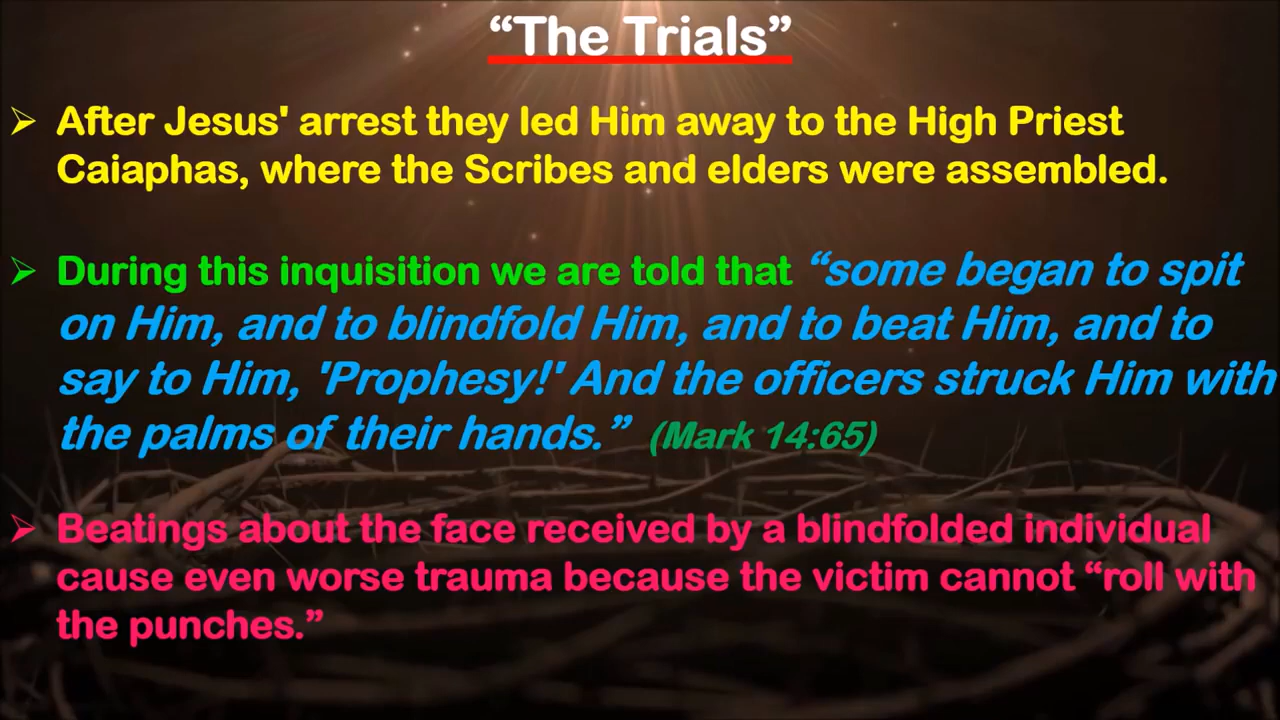 “The Trials”
➢ After Jesus' arrest they led Him away to the High Priest
Caiaphas, where the Scribes and elders were assembled.
➢ During this inquisition we are told that “some began to spit
on Him, and to blindfold Him, and to beat Him, and to
say to Him, 'Prophesy!' And the officers struck Him with
the palms of their hands.” (Mark 14:65)
➢ Beatings about the face received by a blindfolded individual
cause even worse trauma because the victim cannot “roll with
the punches.”